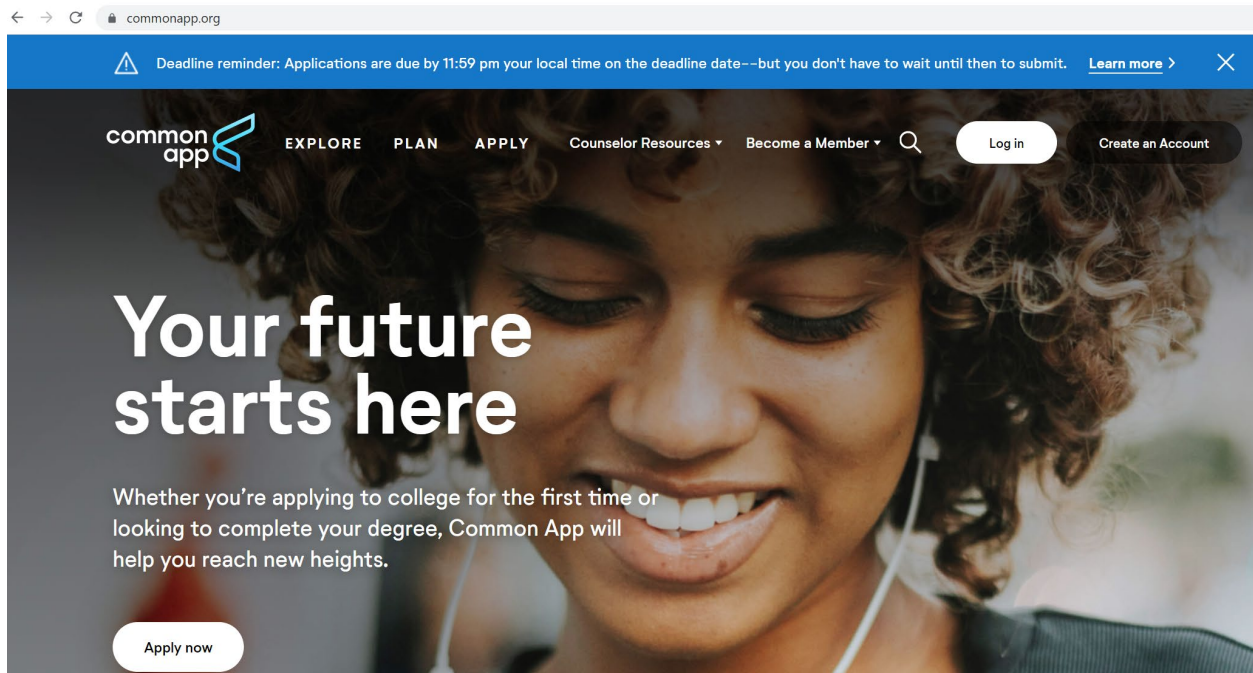 commonapp.org
Deadline reminder: Applications are due by 11:59 pm your local time on the deadline date--but you don't have to wait until then to submit. Learn more >
common
app
EXPLORE PLAN APPLY Counselor Resources Become a Member Log in Create an Account
Your future
starts here
Whether you’re applying to college for the first time or
looking to complete your degree, Common App will
help you reach new heights.
Apply now